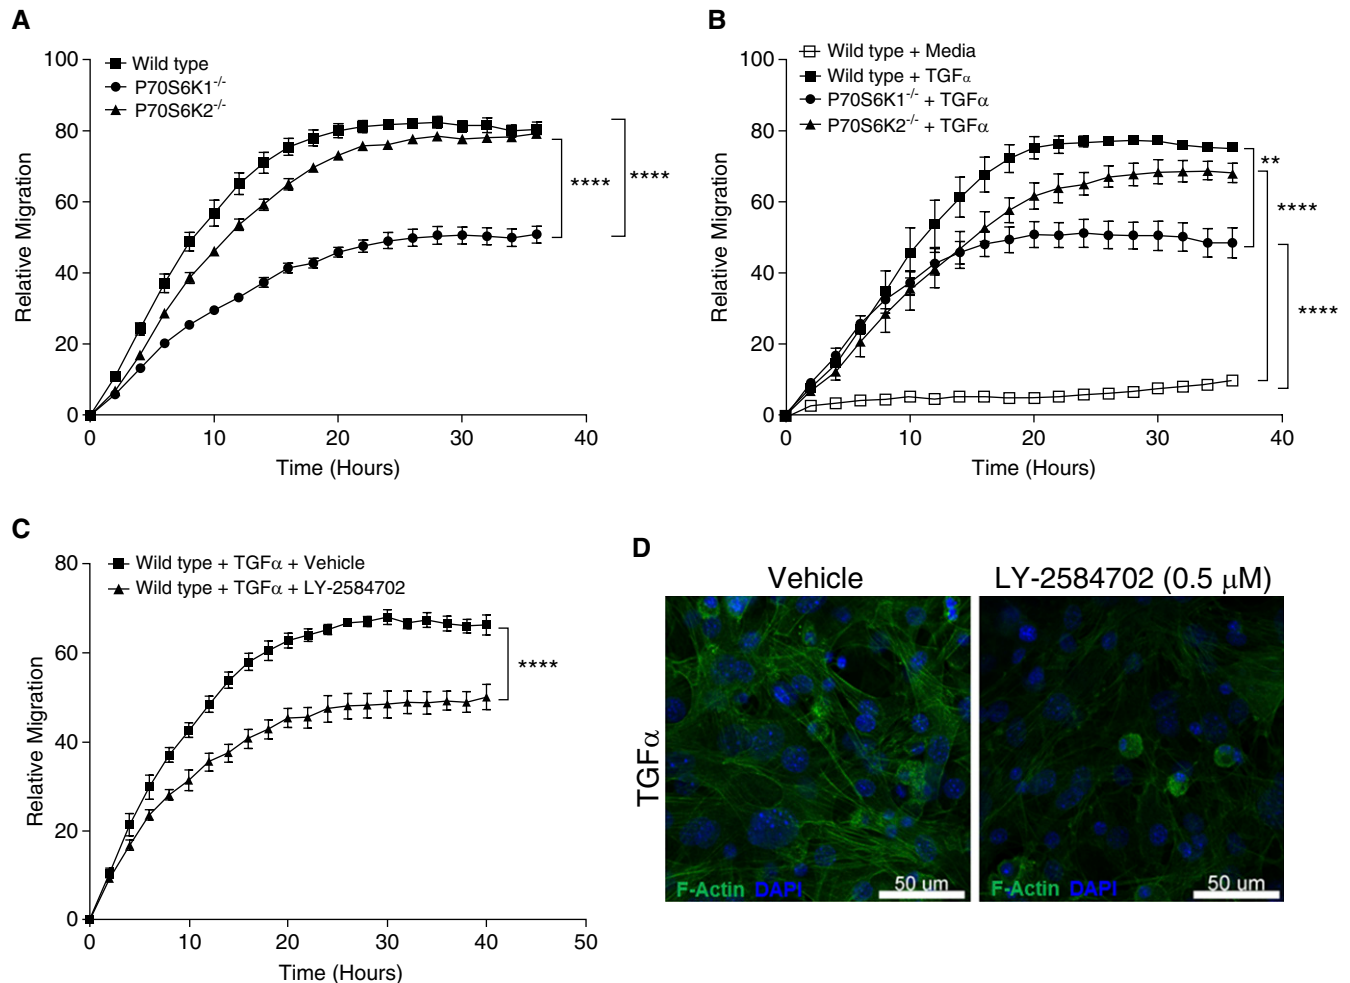 A
Wild type
P70S6K1-/-
P70S6K2-/-
100
80
60
40
20
0
0 10 20 30 40
Relative Migration
Time (Hours)
****
****
B
Wild type + Media
Wild type + TGFα
P70S6K1-/- + TGFα
P70S6K2-/- + TGFα
100
80
60
40
20
0
0 10 20 30 40
Relative Migration
Time (Hours)
**
****
****
C
Wild type + TGFα + Vehicle
Wild type + TGFα + LY-2584702
80
60
40
20
0
0 10 20 30 40 50
Relative Migration
Time (Hours)
****
D
Vehicle
LY-2584702 (0.5 μM)
TGFα
F-Actin DAPI
50 um
F-Actin DAPI
50 um